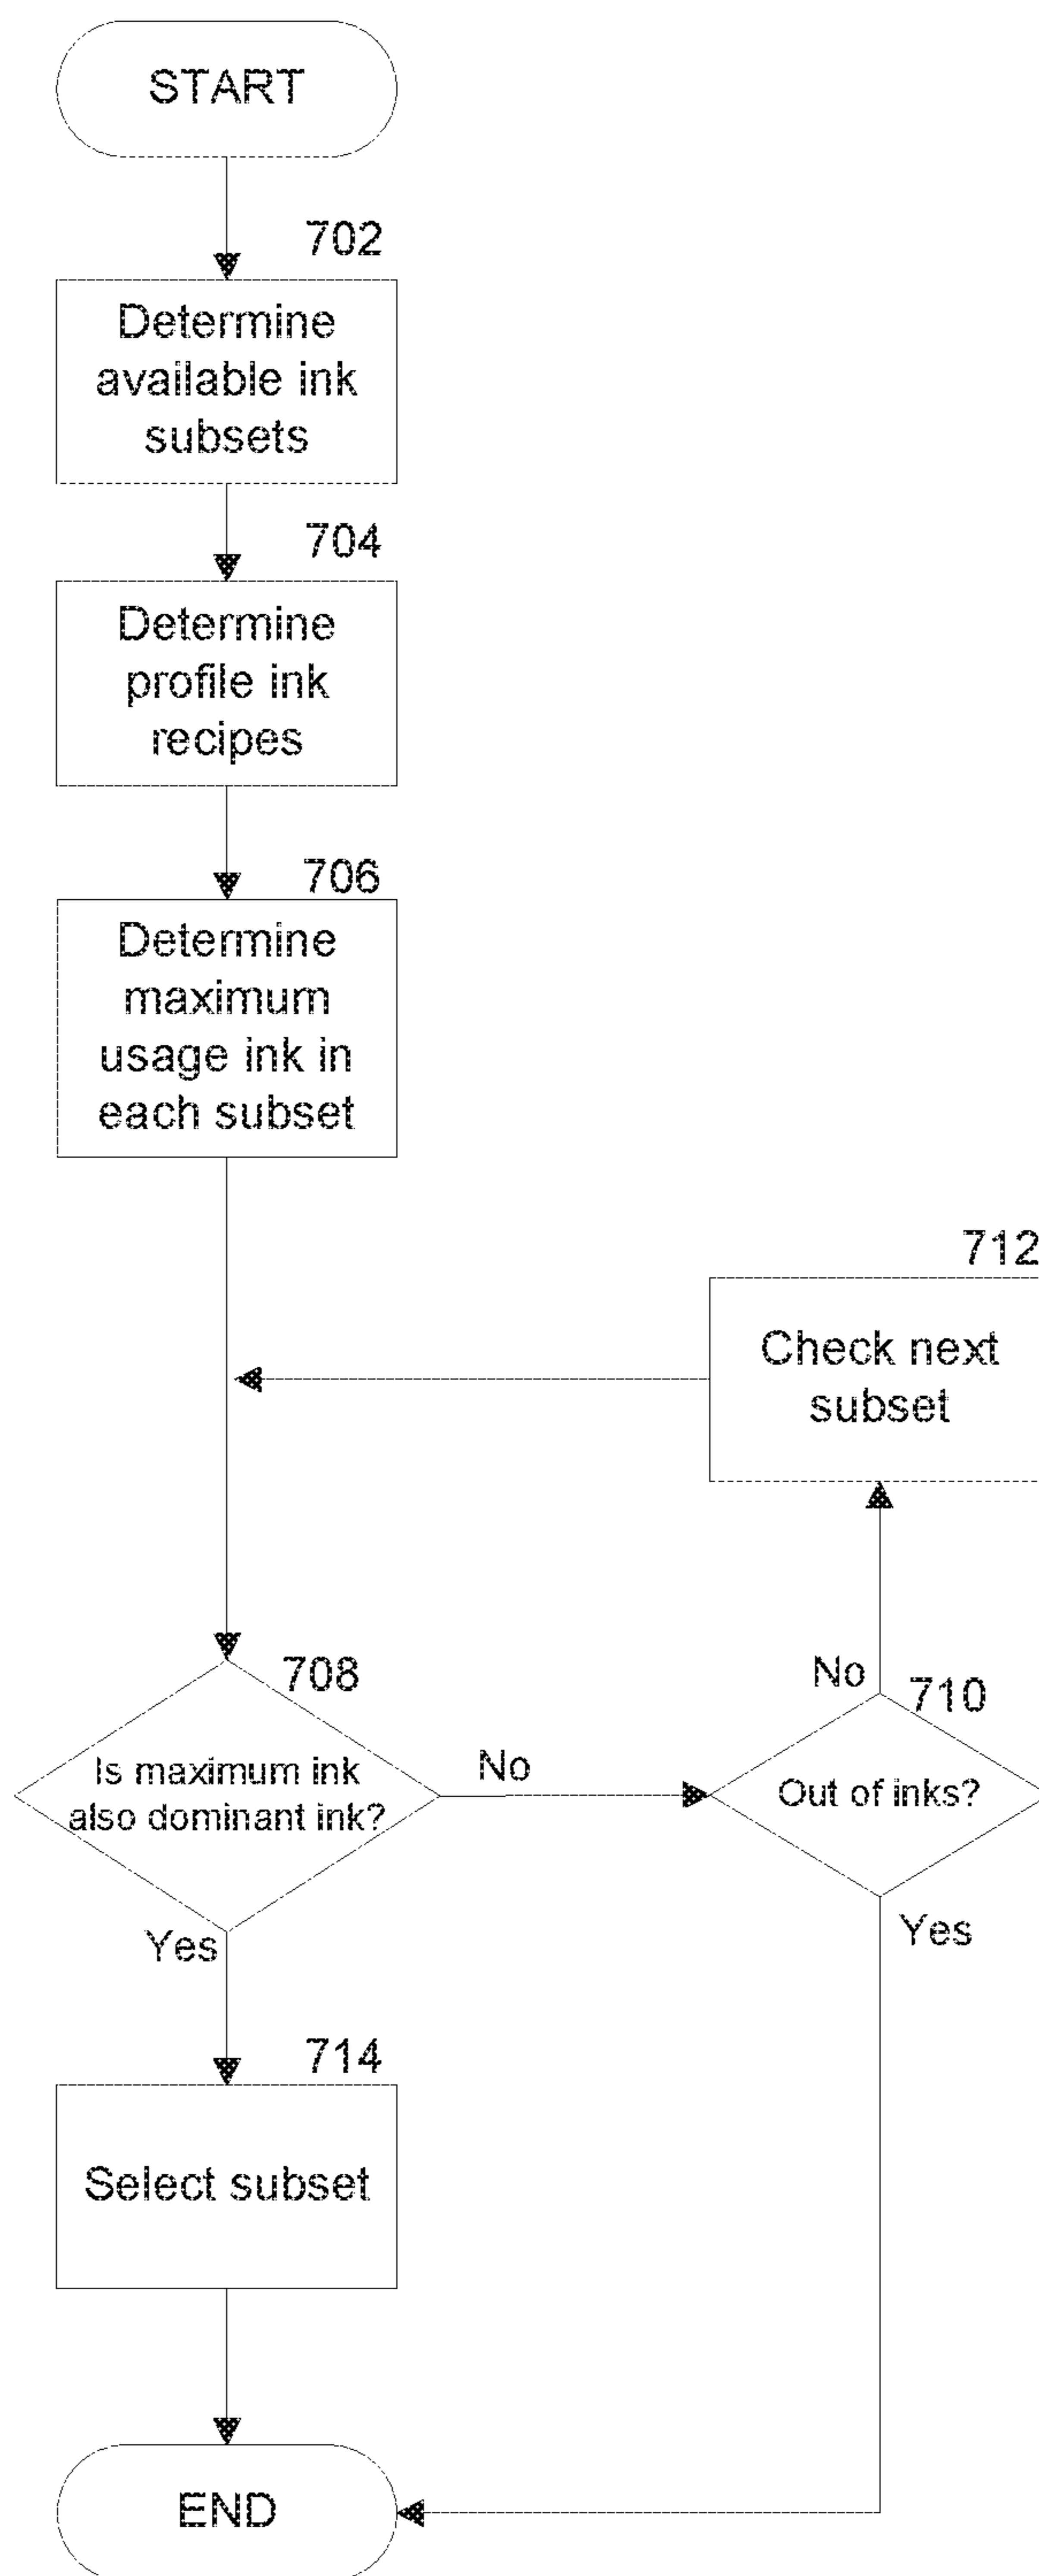 START
702
Determine
available ink
subsets
704
Determine
profile ink
recipes
706
Determine
maximum
usage ink in
each subset
712
Check next
subset
708
Is maximum ink
also dominant ink?
No
No
710
Out of inks?
Yes
Yes
714
Select subset
END